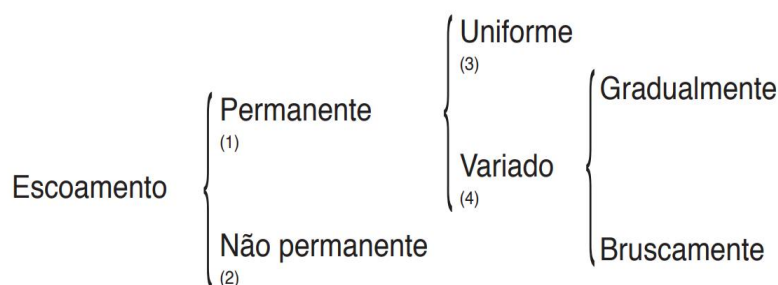 Uniforme
(3)
Gradualmente
Permanente
(1)
Variado
(4)
Escoamento
Não permanente
(2)
Bruscamente